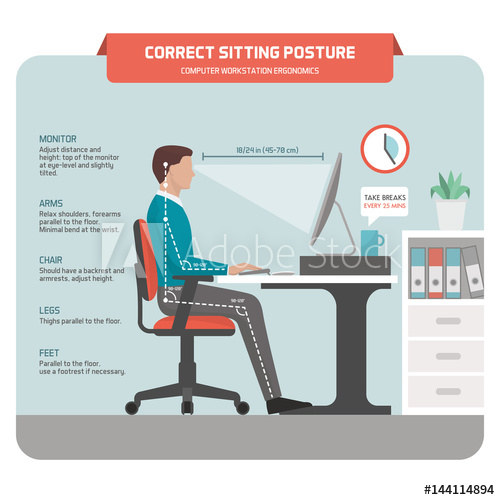 CORRECT SITTING POSTURE
COMPUTER WORKSTATION ERGONOMICS
MONITOR
Adjust distance and
height: top of the monitor
at eye-level and slightly
tilted.
18/24 in (45-70 cm)
TAKE BREAKS
EVERY 25 MINS
ARMS
Relax shoulders, forearms
parallel to the floor.
Minimal bend at the wrist.
CHAIR
Should have a backrest and
armrests, adjust height.
LEGS
Thighs parallel to the floor.
FEET
Parallel to the floor,
use a footrest if necessary.
90-120°
90-120°
90-120°
Adobe Stock
#144114894